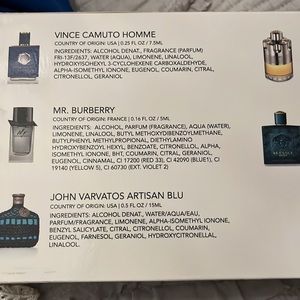 VINCE CAMUTO HOMME
COUNTRY OF ORIGIN: USA | 0.25 FL OZ / 7.5ML
INGREDIENTS: ALCOHOL DENAT., FRAGRANCE (PARFUM)
FRI-13F/2637, WATER (AQUA), LIMONENE, LINALOOL,
HYDROXYISOHEXYL 3-CYCLOHEXENE CARBOXALDEHYDE,
ALPHA-ISOMETHYL IONONE, EUGENOL, COUMARIN, CITRAL,
CITRONELLOL, GERANIOL
MR. BURBERRY
COUNTRY OF ORIGIN: FRANCE | 0.16 FL OZ / 5ML
INGREDIENTS: ALCOHOL, PARFUM (FRAGRANCE), AQUA (WATER),
LIMONENE, LINALOOL, BUTYL METHOXYDIBENZOYLMETHANE,
BUTYLPHENYL METHYLPROPIONAL, DIETHYLAMINO
HYDROXYBENZOYL HEXYL BENZOATE, CITRONELLOL, ALPHA
ISOMETHYL IONONE, BHT, COUMARIN, CITRAL, GERANIOL,
EUGENOL, CINNAMAL, CI 17200 (RED 33), CI 42090 (BLUE1), CI
19140 (YELLOW 5), CI 60730 (EXT. VIOLET 2)
JOHN VARVATOS ARTISAN BLU
COUNTRY OF ORIGIN: USA | 0.5 FL OZ / 15ML
INGREDIENTS: ALCOHOL DENAT, WATER/AQUA/EAU,
PARFUM/FRAGRANCE, LIMONENE, ALPHA-ISOMETHYL IONONE,
BENZYL SALICYLATE, CITRAL, CITRONELLOL, COUMARIN,
EUGENOL, FARNESOL, GERANIOL, HYDROXYCITRONELLAL,
LINALOOL.